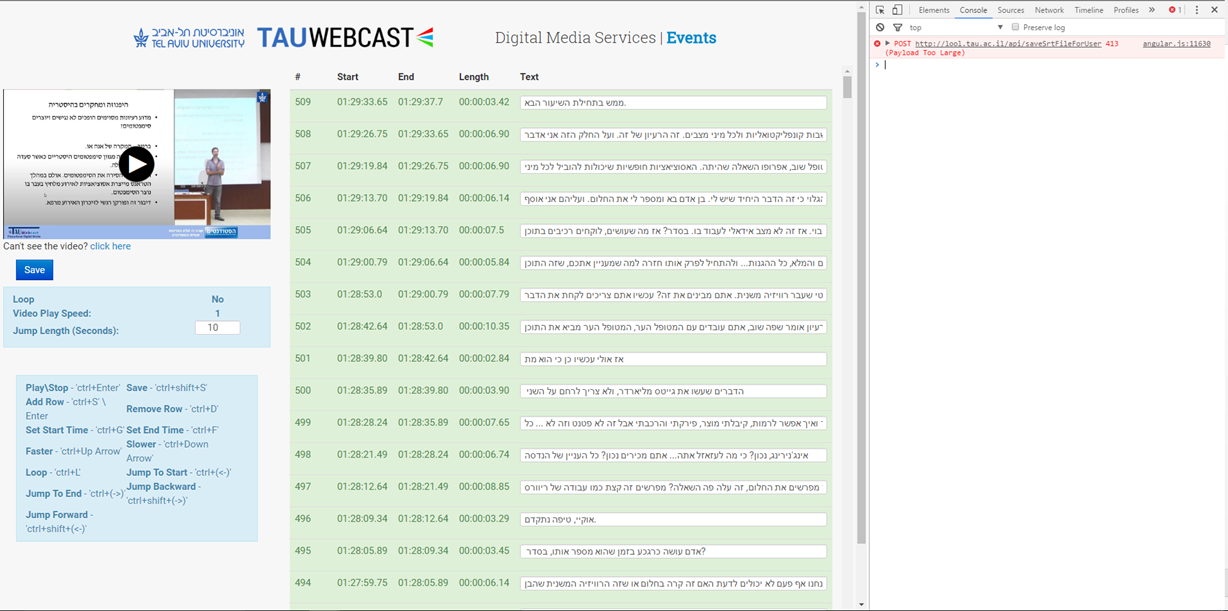 אוניברסיטת תל-אביב
TEL AVIV UNIVERSITY
TAUWEBCAST
Digital Media Services | Events
# Start End Length Text
509 01:29:33.65 01:29:37.7 00:00:03.42 ממש בתחילת השיעור הבא.
508 01:29:26.75 01:29:33.65 00:00:06.90 קונפליקטואליות ולכל מיני מצבים. זה הרעיון של זה. ועל החלק הזה אני אדבר
507 01:29:19.84 01:29:26.75 00:00:06.90 שוב, אפרופו השאלה שהיתה. האסוציאציות חופשיות שיכולות להוביל לכל מיני
506 01:29:13.70 01:29:19.84 00:00:06.14 הגלוי כי זה הדבר היחיד שיש לי. בן אדם בא ומספר לי את החלום. ועליהם אני אוסף
505 01:29:06.64 01:29:13.70 00:00:07.5 אז זה לא מצב אידאלי לעבוד בו. בסדר? אז מה שעושים, לוקחים רכיבים בתוכן
504 01:29:00.79 01:29:06.64 00:00:05.84 והמלא, כל ההגנות... ולהתחיל לפרק אותו חזרה למה שמעניין אתכם, שזה התוכן
503 01:28:53.0 01:29:00.79 00:00:07.79 שעבר רוויזיה משנית. אתם מבינים את זה? עכשיו אתם צריכים לקחת את הדבר
502 01:28:42.64 01:28:53.0 00:00:10.35 אומר שפה שוב, אתם עובדים עם המטופל הער, המטופל הער מביא את התוכן
501 01:28:39.80 01:28:42.64 00:00:02.84 אז אולי עכשיו כן כי הוא מת
500 01:28:35.89 01:28:39.80 00:00:03.90 הדברים שעשו את גייטס מליארדר, ולא צריך לרחם על השני
499 01:28:28.24 01:28:35.89 00:00:07.65 ואיך אפשר לרמות, קיבלתי מוצר, פירקתי והרכבתי אבל זה לא פטנט וזה לא ... כל
498 01:28:21.49 01:28:28.24 00:00:06.74 אינג'נירינג, נכון? כי מה לעזאזל אתה... אתם מכירים נכון? כל העניין של הנדסה
497 01:28:12.64 01:28:21.49 00:00:08.85 מפרשים את החלום, זה עלה פה השאלה? מפרשים זה קצת כמו עבודה של ריוורס
496 01:28:09.34 01:28:12.64 00:00:03.29 אוקיי, טיפה נתקדם.
495 01:28:05.89 01:28:09.34 00:00:03.45 אדם עושה כרגכע בזמן שהוא מספר אותו, בסדר?
494 01:27:59.75 01:28:05.89 00:00:06.14 אף פעם לא יכולים לדעת האם זה קרה בחלום או שזה הרוויזיה המשנית שהבן
היפנוזה ומחקרים בהיסטריה
Can't see the video? click here
Save
Loop No
Video Play Speed: 1
Jump Length (Seconds): 10
Play\Stop - 'ctrl+Enter' Save - 'ctrl+shift+S'
Add Row - 'ctrl+S' \ Enter
Remove Row - 'ctrl+D'
Set Start Time - 'ctrl+G' Set End Time - 'ctrl+F'
Faster - 'ctrl+Up Arrow'
Slower - 'ctrl+Down Arrow'
Loop - 'ctrl+L' Jump To Start - 'ctrl+(<-)'
Jump To End - 'ctrl+(->)'
Jump Backward - 'ctrl+shift+(->)'
Jump Forward - 'ctrl+shift+(<-)'
Elements Console Sources Network Timeline Profiles » 1
top Preserve log
POST http://lool.tau.ac.il/api/saveSrtFileForUser 413 angular.js:11630
(Payload Too Large)